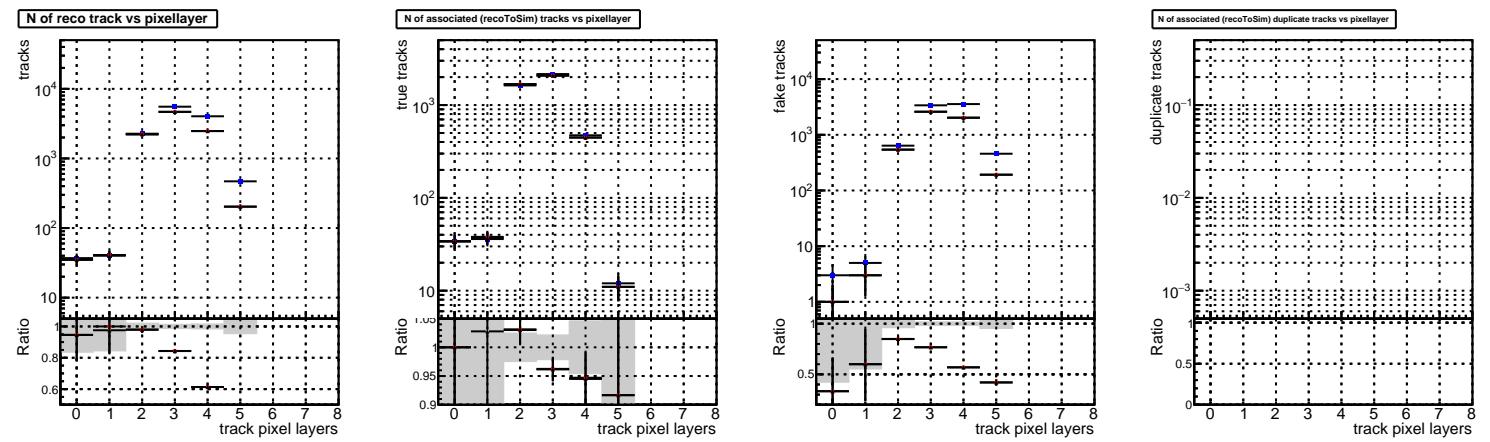 N of reco track vs pixellayer
tracks
10^4
10^3
10^2
10
Ratio
1
0.8
0.6
0 1 2 3 4 5 6 7 8
track pixel layers
N of associated (recoToSim) tracks vs pixellayer
true tracks
10^3
10^2
10
Ratio
1.05
1
0.95
0.9
0 1 2 3 4 5 6 7 8
track pixel layers
fake tracks
10^4
10^3
10^2
10
1
Ratio
1
0.5
0 1 2 3 4 5 6 7 8
track pixel layers
N of associated (recoToSim) duplicate tracks vs pixellayer
duplicate tracks
10^−1
10^−2
10^−3
Ratio
1
0.5
0
0 1 2 3 4 5 6 7 8
track pixel layers